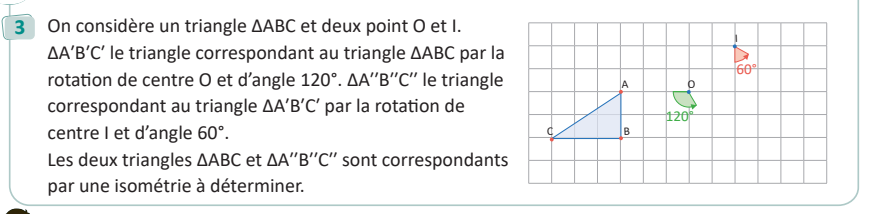 3 On considère un triangle ΔABC et deux point O et I.
ΔA'B'C' le triangle correspondant au triangle ΔABC par la
rotation de centre O et d'angle 120°. ΔA''B''C'' le triangle
correspondant au triangle ΔA'B'C' par la rotation de
centre I et d'angle 60°.
Les deux triangles ΔABC et ΔA''B''C'' sont correspondants
par une isométrie à déterminer.
I
60°
A
O
120°
C
B